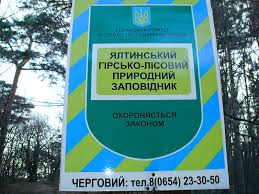 ЯЛТИНСЬКИЙ
ГІРСЬКО-ЛІСОВИЙ
ПРИРОДНИЙ
ЗАПОВІДНИК
ОХОРОНЯЄТЬСЯ
ЗАКОНОМ
ЧЕРГОВИЙ: тел.8(0654) 23-30-50